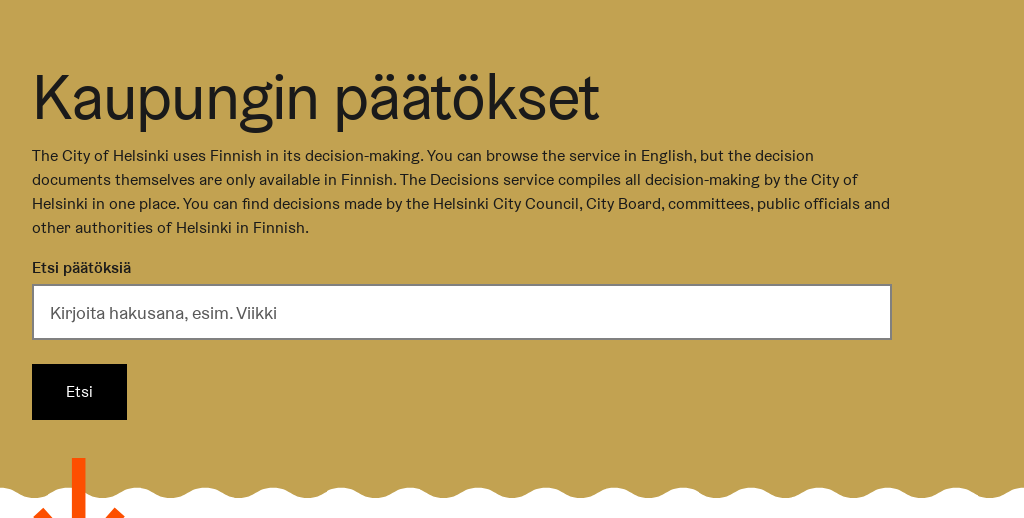 Kaupungin päätökset
The City of Helsinki uses Finnish in its decision-making. You can browse the service in English, but the decision
documents themselves are only available in Finnish. The Decisions service compiles all decision-making by the City of
Helsinki in one place. You can find decisions made by the Helsinki City Council, City Board, committees, public officials and
other authorities of Helsinki in Finnish.
Etsi päätöksiä
Kirjoita hakusana, esim. Viikki
Etsi